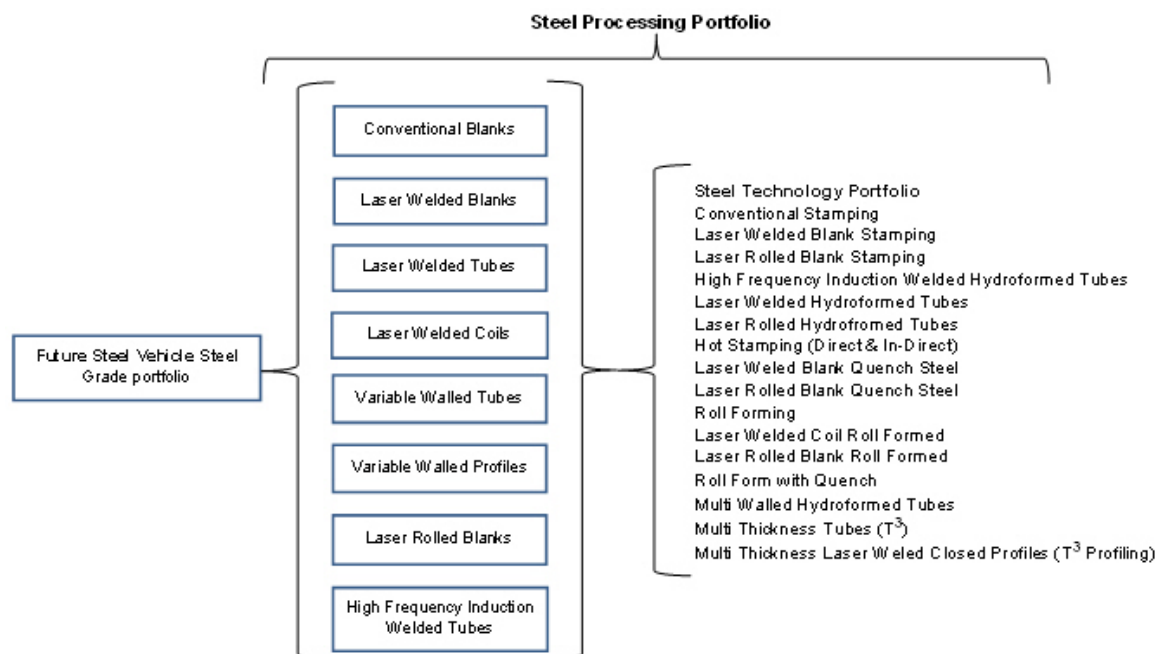 Steel Processing Portfolio
Future Steel Vehicle Steel
Grade portfolio
Conventional Blanks
Laser Welded Blanks
Laser Welded Tubes
Laser Welded Coils
Variable Walled Tubes
Variable Walled Profiles
Laser Rolled Blanks
High Frequency Induction
Welded Tubes
Steel Technology Portfolio
Conventional Stamping
Laser Welded Blank Stamping
Laser Rolled Blank Stamping
High Frequency Induction Welded Hydroformed Tubes
Laser Welded Hydroformed Tubes
Laser Rolled Hydrofromed Tubes
Hot Stamping (Direct & In-Direct)
Laser Weled Blank Quench Steel
Laser Rolled Blank Quench Steel
Roll Forming
Laser Welded Coil Roll Formed
Laser Rolled Blank Roll Formed
Roll Form with Quench
Multi Walled Hydroformed Tubes
Multi Thickness Tubes (T³)
Multi Thickness Laser Weled Closed Profiles (T³ Profiling)